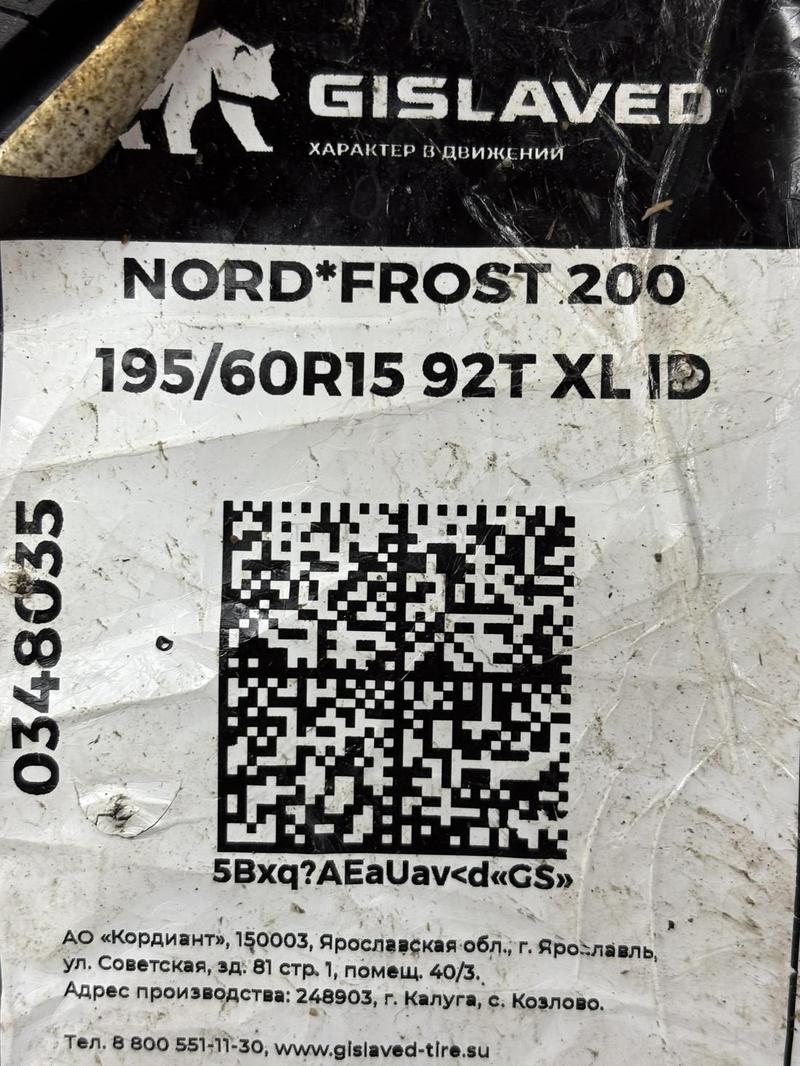 GISLAVED
ХАРАКТЕР В ДВИЖЕНИИ
NORD*FROST 200
195/60R15 92T XL ID
0348035
5Bxq?AEaUav<d«GS»
АО «Кордиант», 150003, Ярославская обл., г. Ярославль,
ул. Советская, зд. 81 стр. 1, помещ. 40/3.
Адрес производства: 248903, г. Калуга, с. Козлово.
Тел. 8 800 551-11-30, www.gislaved-tire.su